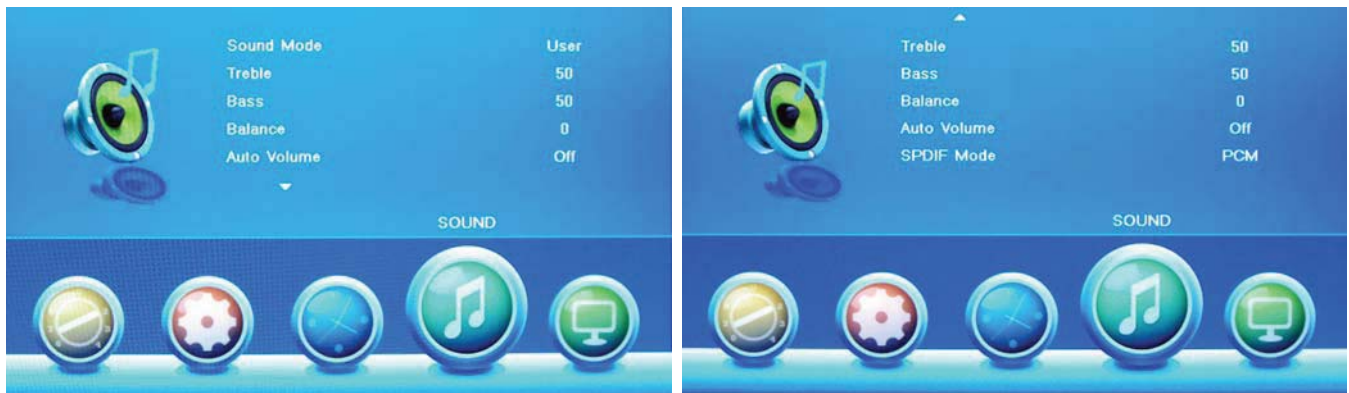 Sound Mode User
Treble 50
Bass 50
Balance 0
Auto Volume Off
SOUND
Treble 50
Bass 50
Balance 0
Auto Volume Off
SPDIF Mode PCM
SOUND